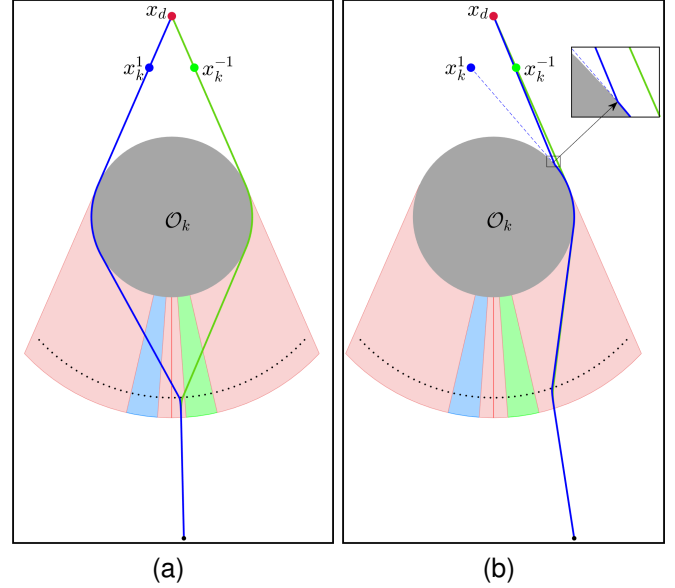 x_d
x_k^1
x_k^{-1}
𝒪_k
(a)
x_d
x_k^1
x_k^{-1}
𝒪_k
(b)